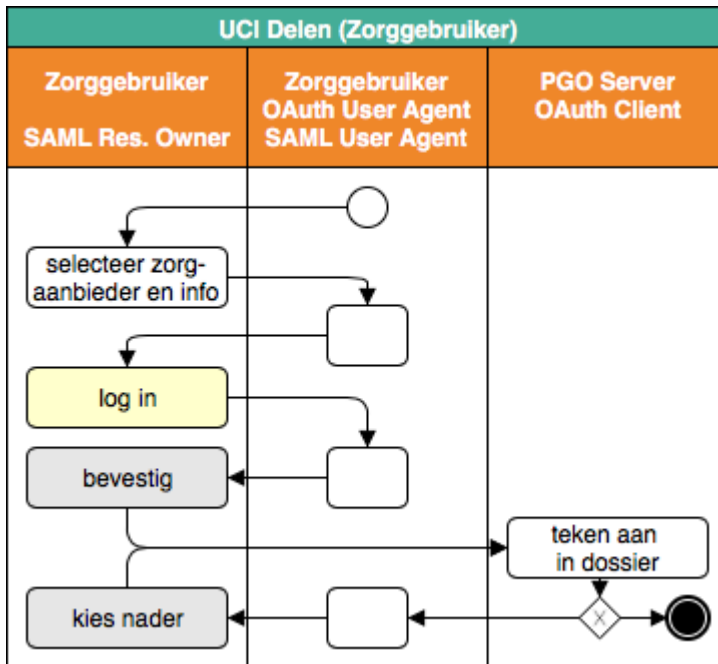 UCI Delen (Zorggebruiker)
Zorggebruiker
SAML Res. Owner
Zorggebruiker
OAuth User Agent
SAML User Agent
PGO Server
OAuth Client
selecteer zorg-
aanbieder en info
log in
bevestig
teken aan
in dossier
kies nader
X